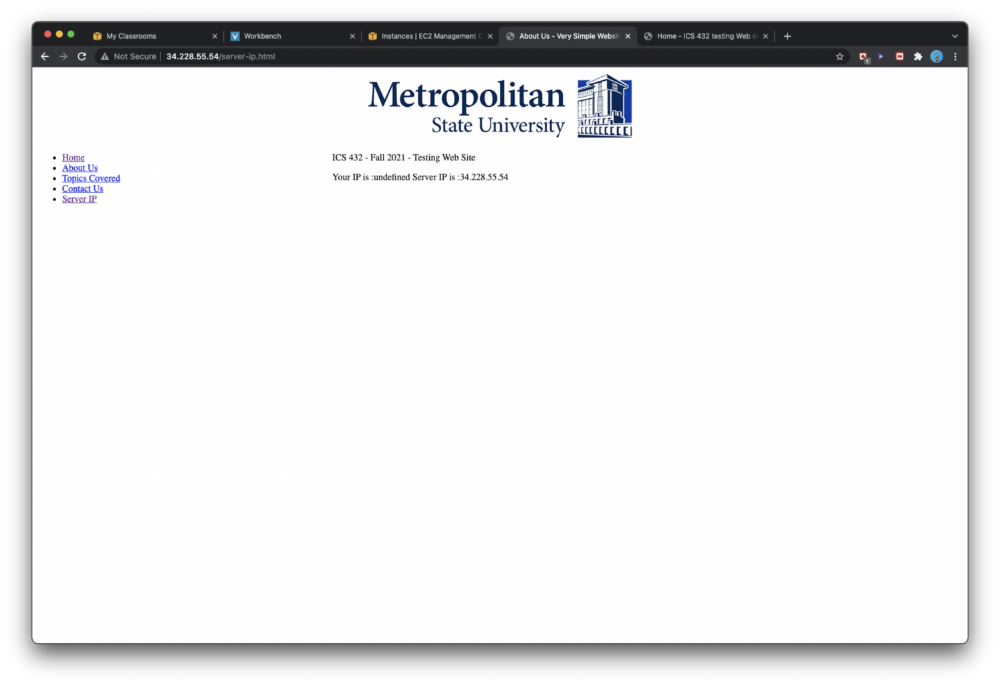 My Classrooms
Workbench
Instances | EC2 Management C
About Us - Very Simple Websit
Home - ICS 432 testing Web s
Not Secure | 34.228.55.54/server-ip.html
1
Metropolitan
State University
Home
About Us
Topics Covered
Contact Us
Server IP
ICS 432 - Fall 2021 - Testing Web Site
Your IP is :undefined Server IP is :34.228.55.54